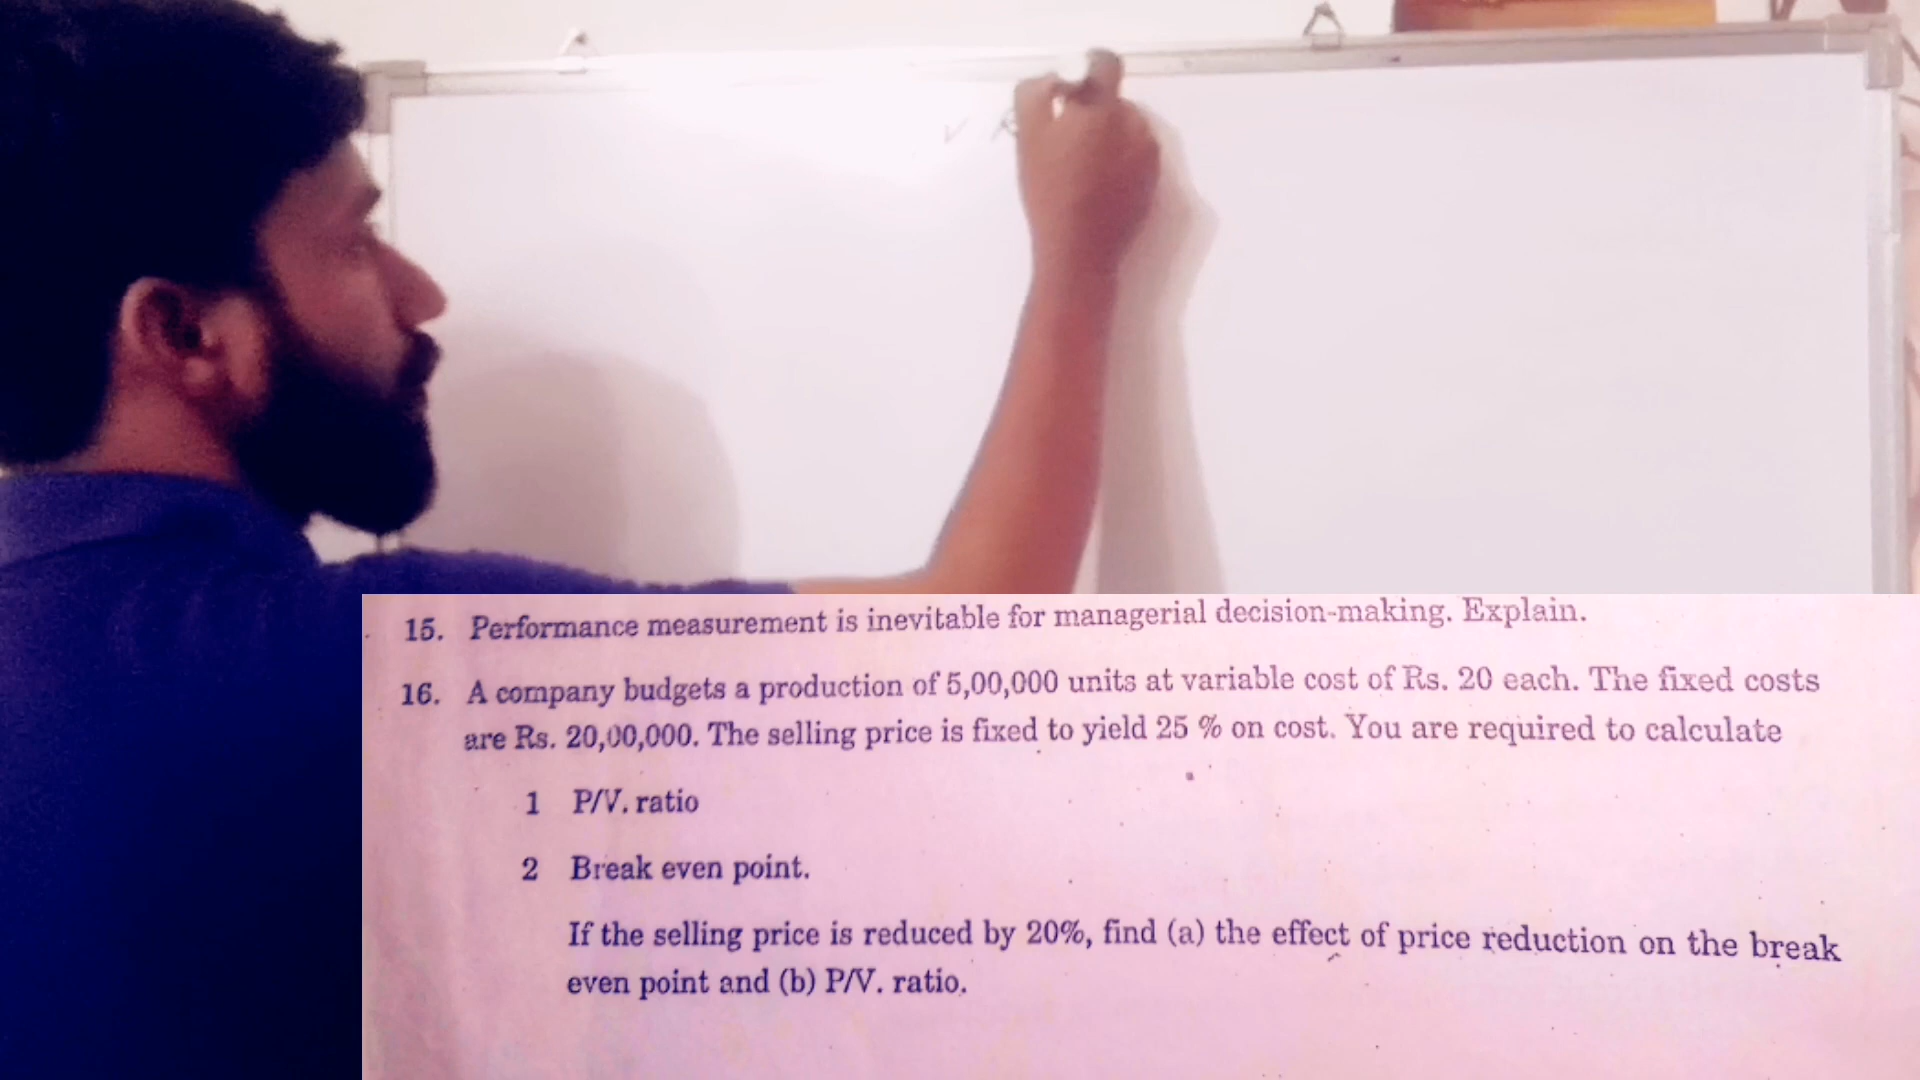 15. Performance measurement is inevitable for managerial decision-making. Explain.
16. A company budgets a production of 5,00,000 units at variable cost of Rs. 20 each. The fixed costs
are Rs. 20,00,000. The selling price is fixed to yield 25 % on cost. You are required to calculate
1 P/V. ratio
2 Break even point.
If the selling price is reduced by 20%, find (a) the effect of price reduction on the break
even point and (b) P/V. ratio.